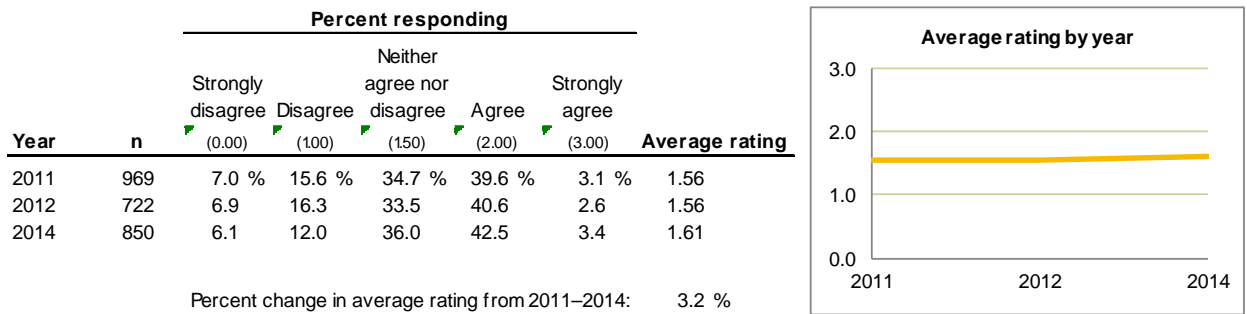 Percent responding
Neither
Strongly agree nor Strongly
disagree Disagree disagree Agree agree
Year n (0.00) (1.00) (1.50) (2.00) (3.00) Average rating
2011 969 7.0 % 15.6 % 34.7 % 39.6 % 3.1 % 1.56
2012 722 6.9 16.3 33.5 40.6 2.6 1.56
2014 850 6.1 12.0 36.0 42.5 3.4 1.61
Percent change in average rating from 2011–2014: 3.2 %
Average rating by year
3.0
2.0
1.0
0.0
2011 2012 2014